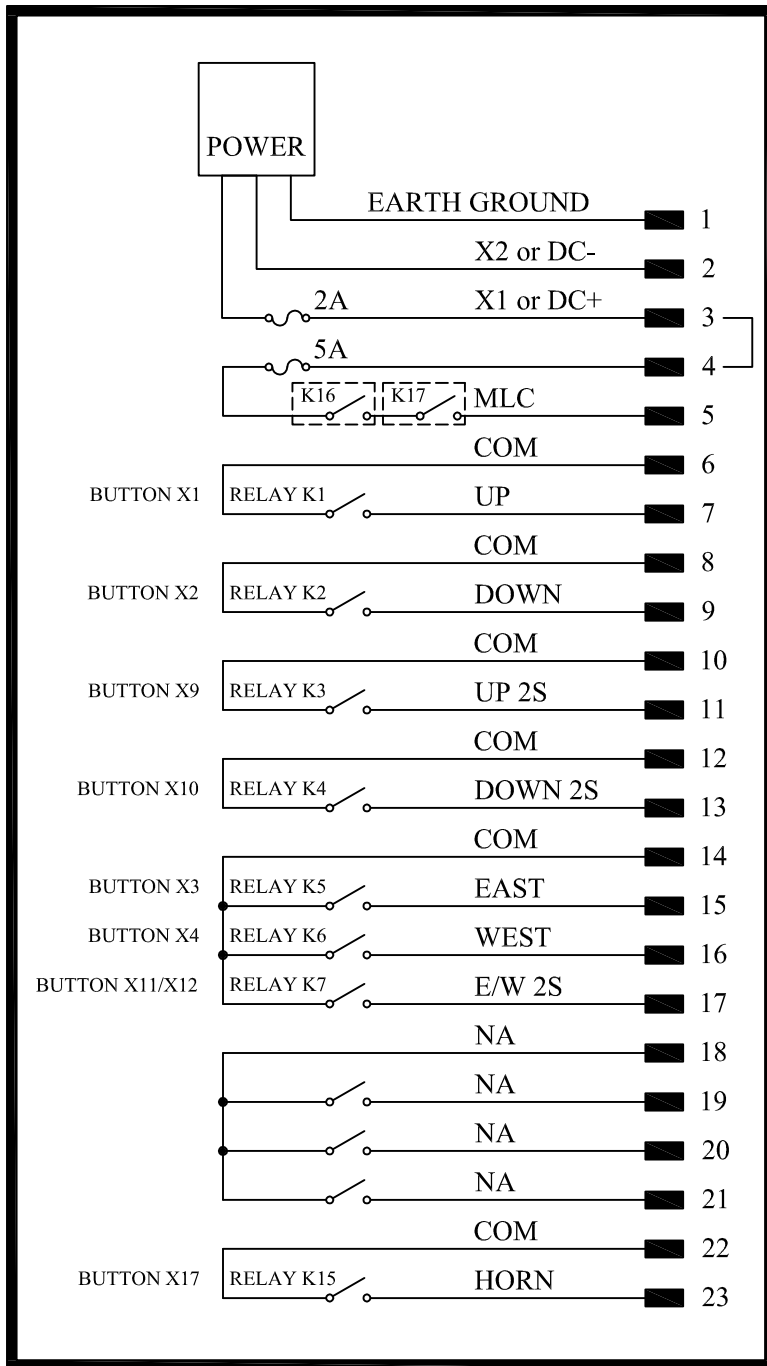 POWER
EARTH GROUND 1
X2 or DC- 2
2A X1 or DC+ 3
5A 4
K16 K17 MLC 5
COM 6
BUTTON X1 RELAY K1 UP 7
COM 8
BUTTON X2 RELAY K2 DOWN 9
COM 10
BUTTON X9 RELAY K3 UP 2S 11
COM 12
BUTTON X10 RELAY K4 DOWN 2S 13
COM 14
BUTTON X3 RELAY K5 EAST 15
BUTTON X4 RELAY K6 WEST 16
BUTTON X11/X12 RELAY K7 E/W 2S 17
NA 18
NA 19
NA 20
NA 21
COM 22
BUTTON X17 RELAY K15 HORN 23